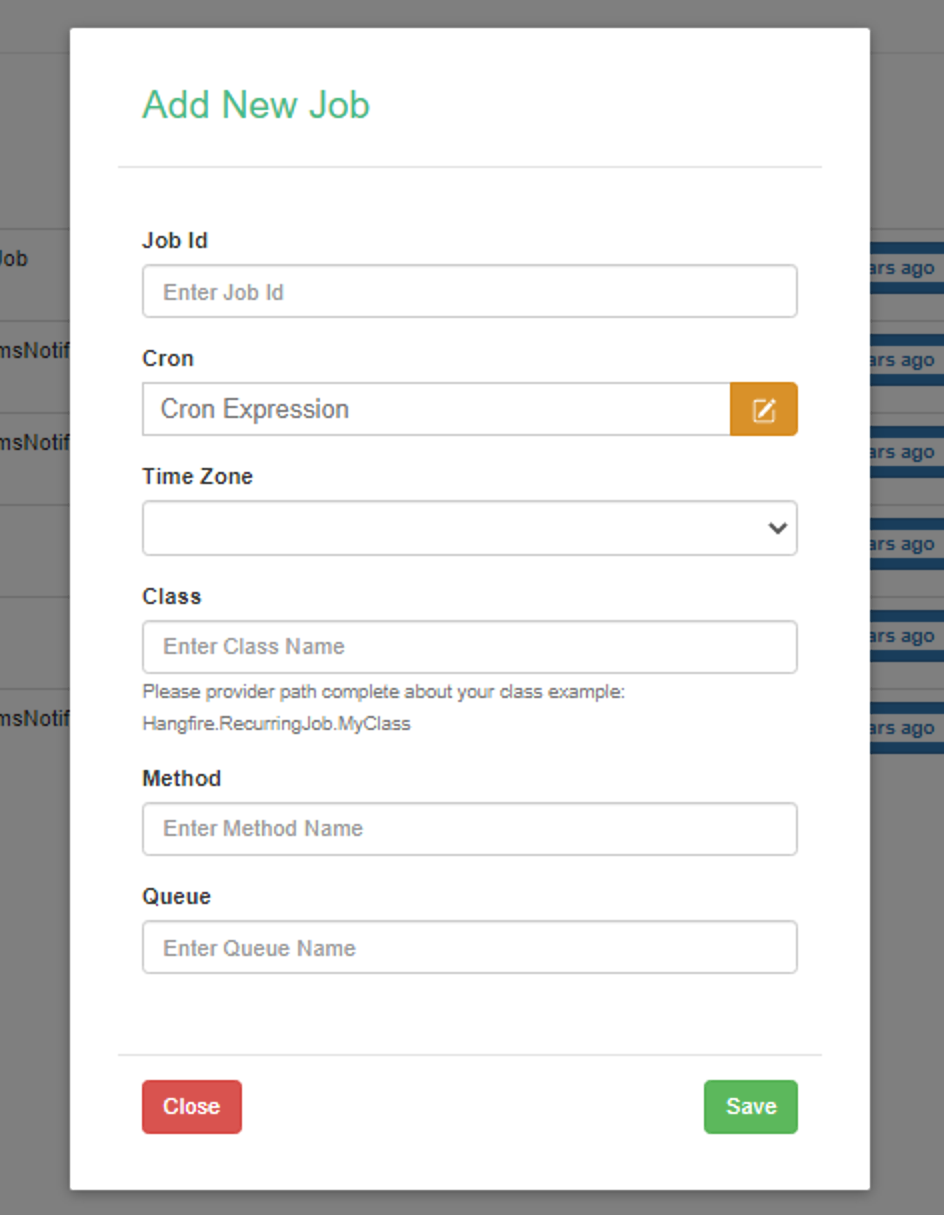 Add New Job
Job Id
Enter Job Id
Cron
Cron Expression
Time Zone
Class
Enter Class Name
Please provider path complete about your class example:
Hangfire.RecurringJob.MyClass
Method
Enter Method Name
Queue
Enter Queue Name
Close
Save
ob
msNotif
msNotif
msNotif
ars ago
ars ago
ars ago
ars ago
ars ago
ars ago